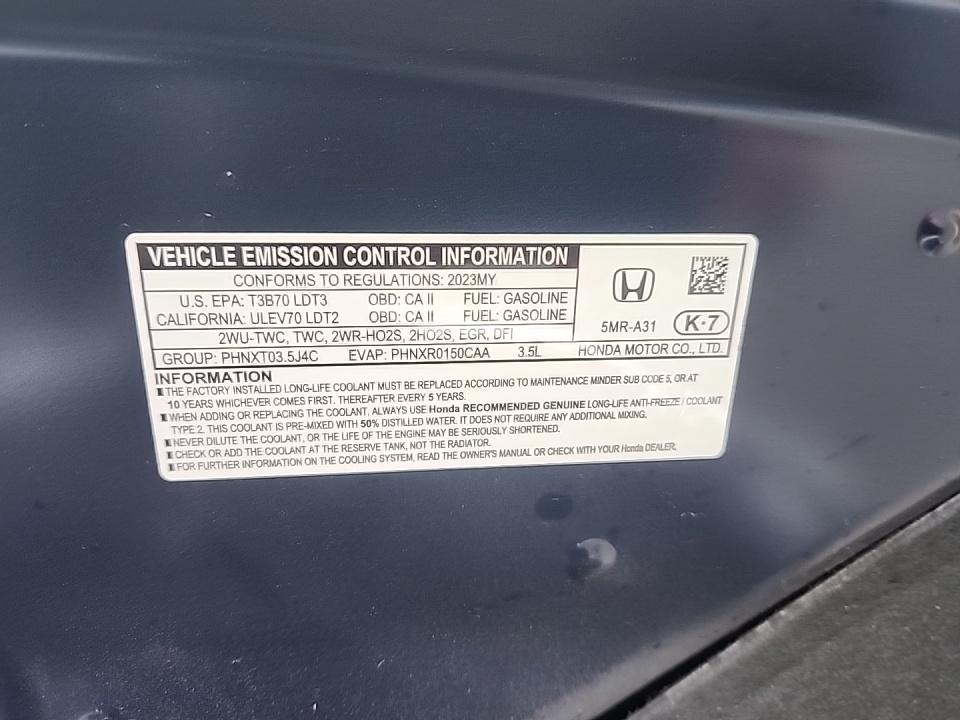 VEHICLE EMISSION CONTROL INFORMATION
CONFORMS TO REGULATIONS: 2023MY
U.S. EPA: T3B70 LDT3 OBD: CA II FUEL: GASOLINE
CALIFORNIA: ULEV70 LDT2 OBD: CA II FUEL: GASOLINE
2WU-TWC, TWC, 2WR-HO2S, 2HO2S, EGR, DFI
5MR-A31 K-7
GROUP: PHNXT03.5J4C EVAP: PHNXR0150CAA 3.5L HONDA MOTOR CO., LTD.
INFORMATION
THE FACTORY INSTALLED LONG-LIFE COOLANT MUST BE REPLACED ACCORDING TO MAINTENANCE MINDER SUB CODE 5, OR AT
10 YEARS WHICHEVER COMES FIRST. THEREAFTER EVERY 5 YEARS.
WHEN ADDING OR REPLACING THE COOLANT, ALWAYS USE Honda RECOMMENDED GENUINE LONG-LIFE ANTI-FREEZE / COOLANT
TYPE 2. THIS COOLANT IS PRE-MIXED WITH 50% DISTILLED WATER. IT DOES NOT REQUIRE ANY ADDITIONAL MIXING.
NEVER DILUTE THE COOLANT, OR THE LIFE OF THE ENGINE MAY BE SERIOUSLY SHORTENED.
CHECK OR ADD THE COOLANT AT THE RESERVE TANK, NOT THE RADIATOR.
FOR FURTHER INFORMATION ON THE COOLING SYSTEM, READ THE OWNER'S MANUAL OR CHECK WITH YOUR Honda DEALER.